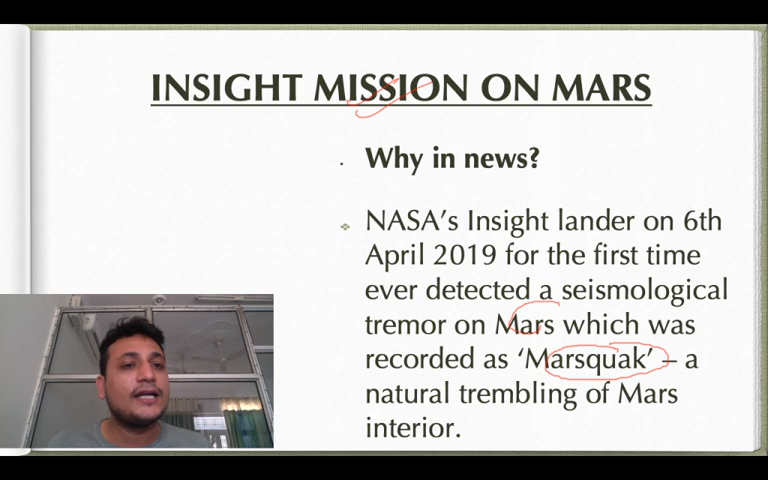 INSIGHT MISSION ON MARS
Why in news?
NASA's Insight lander on 6th
April 2019 for the first time
ever detected a seismological
tremor on Mars which was
recorded as ‘Marsquak’ – a
natural trembling of Mars
interior.